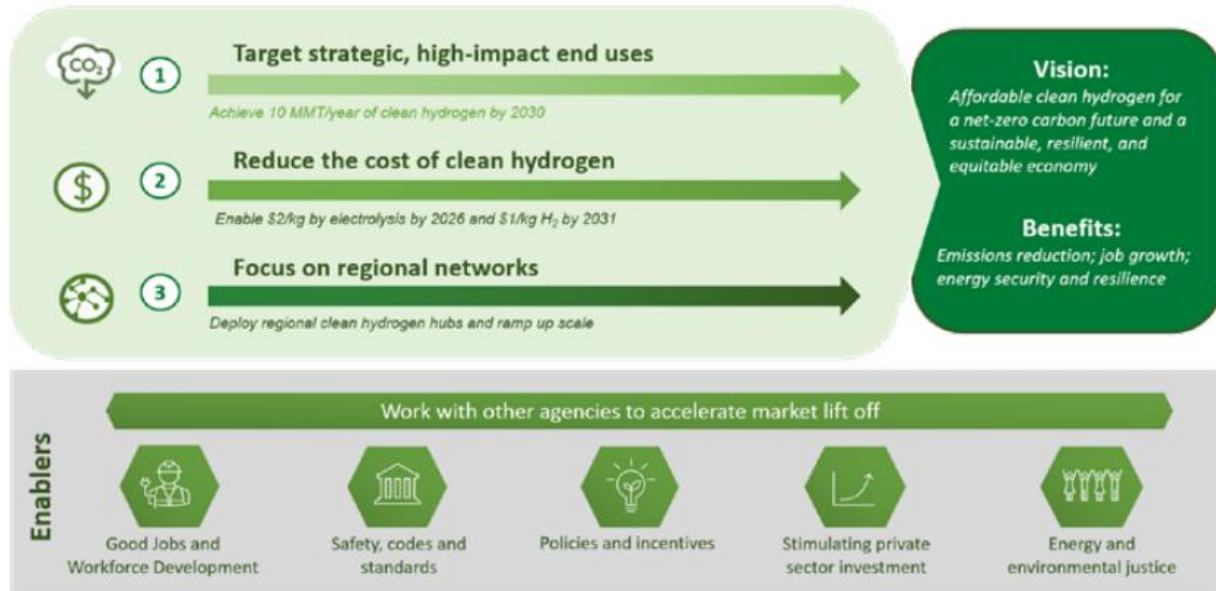 CO₂
1
Target strategic, high-impact end uses
Achieve 10 MMT/year of clean hydrogen by 2030
$
2
Reduce the cost of clean hydrogen
Enable $2/kg by electrolysis by 2026 and $1/kg H₂ by 2031
3
Focus on regional networks
Deploy regional clean hydrogen hubs and ramp up scale
Vision:
Affordable clean hydrogen for
a net-zero carbon future and a
sustainable, resilient, and
equitable economy
Benefits:
Emissions reduction; job growth;
energy security and resilience
Enablers
Work with other agencies to accelerate market lift off
Good Jobs and
Workforce Development
Safety, codes and
standards
Policies and incentives
Stimulating private
sector investment
Energy and
environmental justice